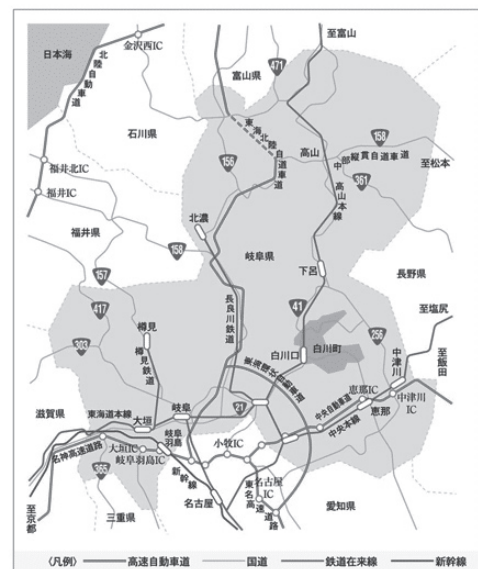 日本海
金沢西IC
北陸自動車道
至富山
富山県
471
石川県
東海北陸自動車道
156
158
高山
中部縦貫自動車道
至松本
361
福井北IC
福井IC
高山本線
北濃
福井県
158
岐阜県
下呂
長野県
157
417
長良川鉄道
41
至塩尻
樽見
303
樽見鉄道
白川口
白川町
256
中津川
至飯田
東海環状自動車道
滋賀県
東海道本線
大垣
岐阜
21
中央自動車道
恵那IC
中津川IC
恵那
中央本線
名神高速道路
大垣IC
岐阜羽島
岐阜羽島IC
新幹線
小牧IC
365
名古屋IC
名古屋
東名高速道路
愛知県
至京都
三重県
〈凡例〉 高速自動車道 国道 鉄道在来線 新幹線